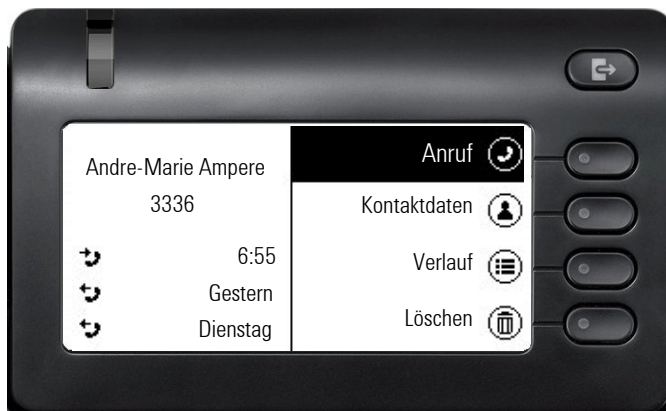 Andre-Marie Ampere
3336
6:55
Gestern
Dienstag
Anruf
Kontaktdaten
Verlauf
Löschen